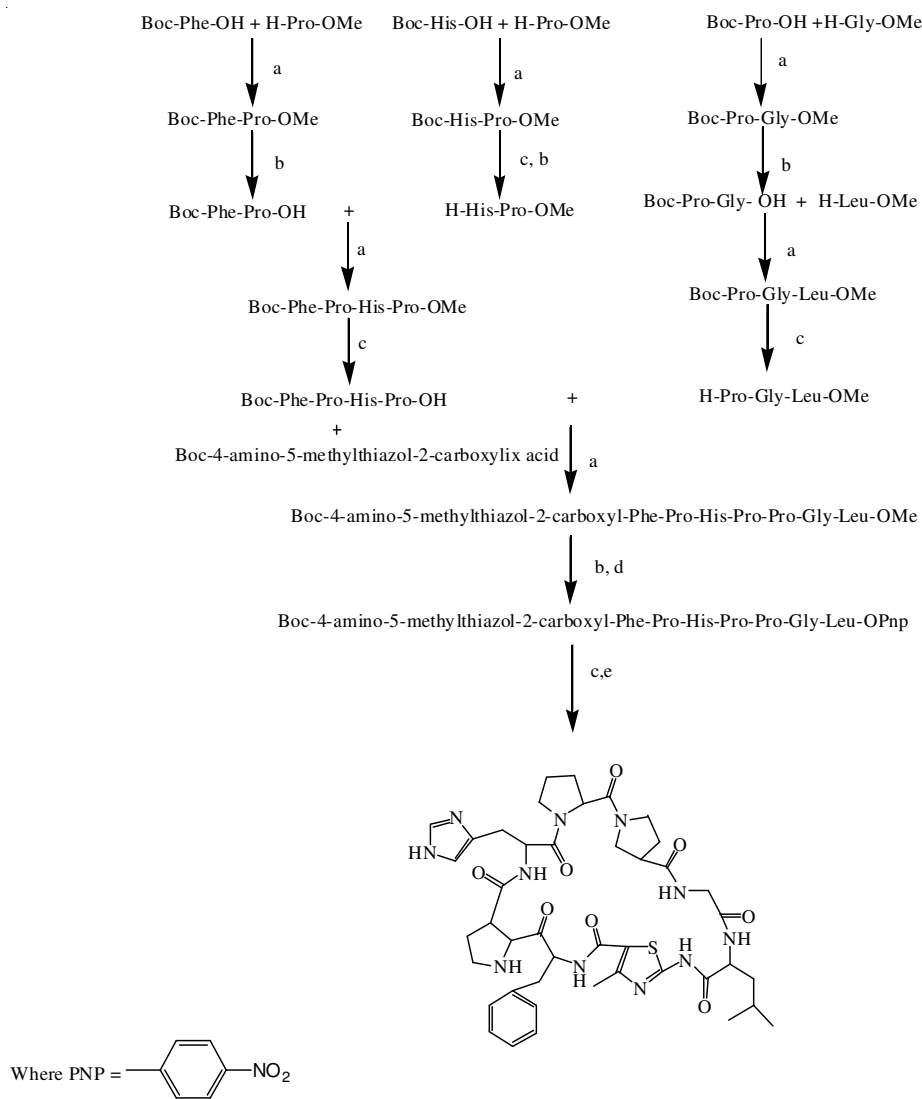 Boc-Phe-OH + H-Pro-OMe
Boc-His-OH + H-Pro-OMe
Boc-Pro-OH +H-Gly-OMe
a
a
a
Boc-Phe-Pro-OMe
Boc-His-Pro-OMe
Boc-Pro-Gly-OMe
b
c, b
b
Boc-Phe-Pro-OH +
H-His-Pro-OMe
Boc-Pro-Gly- OH + H-Leu-OMe
a
a
Boc-Phe-Pro-His-Pro-OMe
Boc-Pro-Gly-Leu-OMe
c
c
Boc-Phe-Pro-His-Pro-OH +
H-Pro-Gly-Leu-OMe
+
Boc-4-amino-5-methylthiazol-2-carboxylix acid
a
Boc-4-amino-5-methylthiazol-2-carboxyl-Phe-Pro-His-Pro-Pro-Gly-Leu-OMe
b, d
Boc-4-amino-5-methylthiazol-2-carboxyl-Phe-Pro-His-Pro-Pro-Gly-Leu-OPnp
c,e
O
N
N
N
HN
O
O
O
NH
HN
O
O
O
O
S
H
N
NH
NH
NH
N
O
Where PNP =
NO2